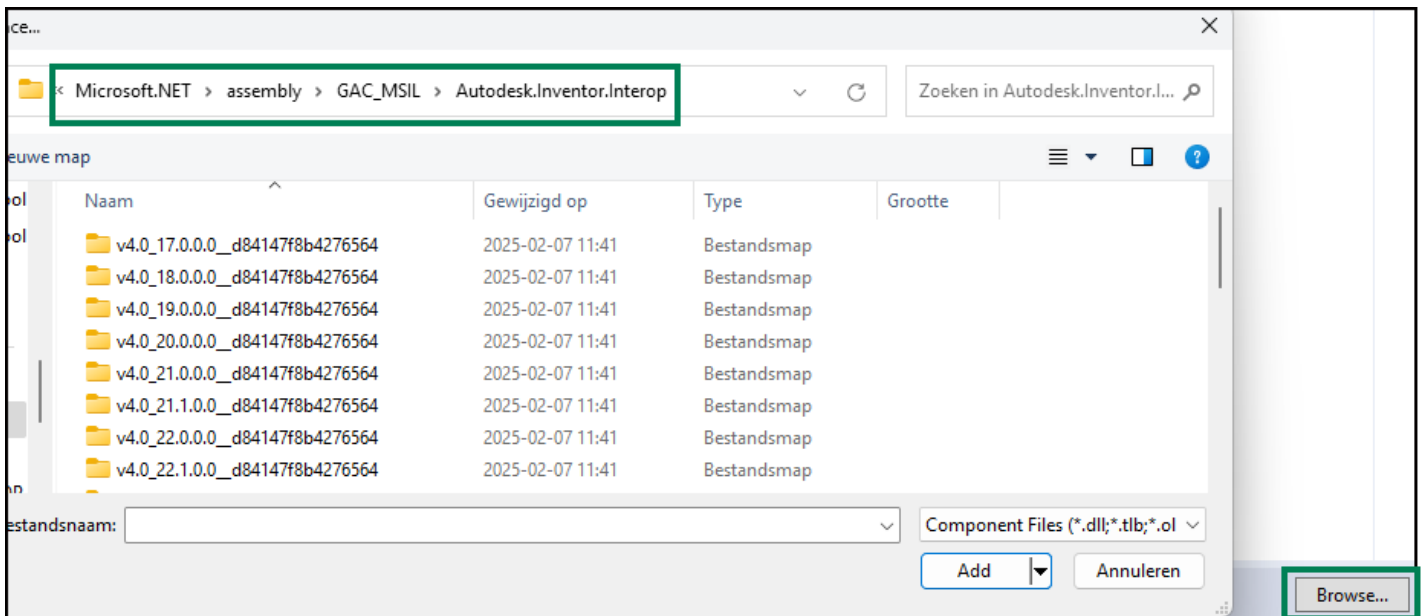 ce...
Microsoft.NET > assembly > GAC_MSIL > Autodesk.Inventor.Interop
Zoeken in Autodesk.Inventor.I...
euwe map
Naam Gewijzigd op Type Grootte
v4.0_17.0.0.0__d84147f8b4276564 2025-02-07 11:41 Bestandsmap
v4.0_18.0.0.0__d84147f8b4276564 2025-02-07 11:41 Bestandsmap
v4.0_19.0.0.0__d84147f8b4276564 2025-02-07 11:41 Bestandsmap
v4.0_20.0.0.0__d84147f8b4276564 2025-02-07 11:41 Bestandsmap
v4.0_21.0.0.0__d84147f8b4276564 2025-02-07 11:41 Bestandsmap
v4.0_21.1.0.0__d84147f8b4276564 2025-02-07 11:41 Bestandsmap
v4.0_22.0.0.0__d84147f8b4276564 2025-02-07 11:41 Bestandsmap
v4.0_22.1.0.0__d84147f8b4276564 2025-02-07 11:41 Bestandsmap
estandsnaam:
Component Files (*.dll;*.tlb;*.ol
Add
Annuleren
Browse...